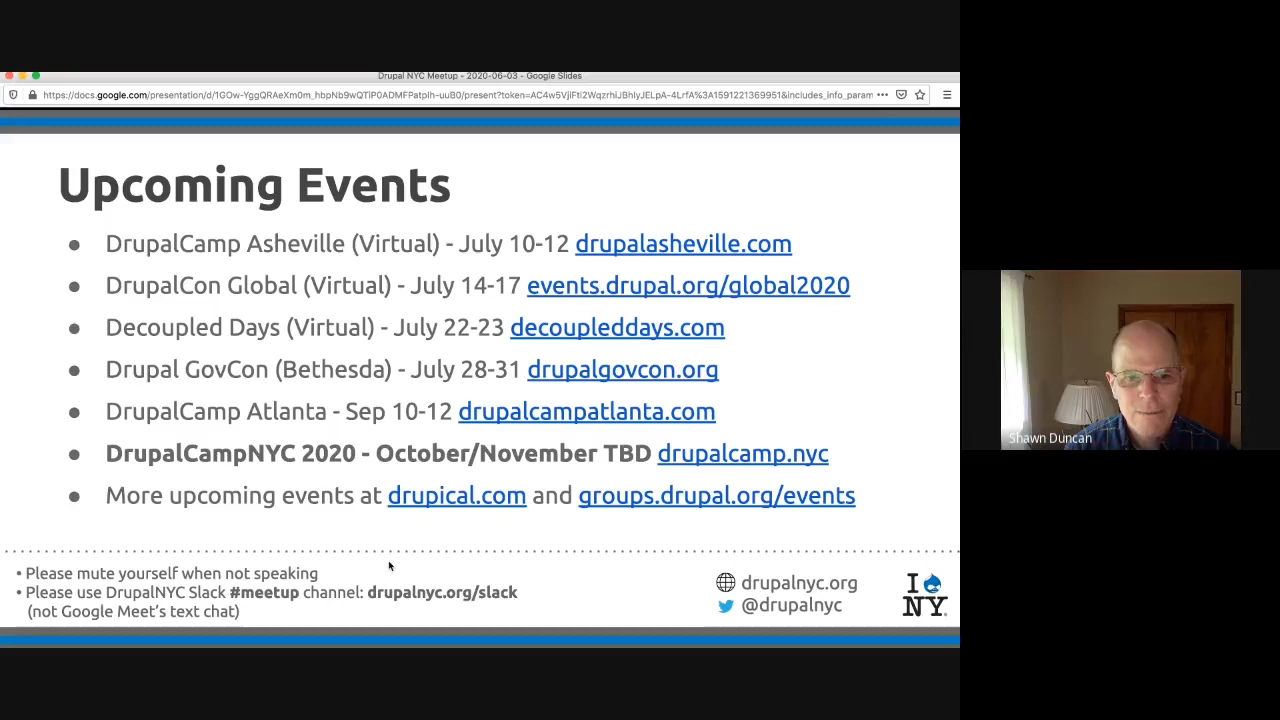 Drupal NYC Meetup - 2020-06-03 - Google Slides
Upcoming Events
• DrupalCamp Asheville (Virtual) - July 10-12 drupalasheville.com
• DrupalCon Global (Virtual) - July 14-17 events.drupal.org/global2020
• Decoupled Days (Virtual) - July 22-23 decoupleddays.com
• Drupal GovCon (Bethesda) - July 28-31 drupalgovcon.org
• DrupalCamp Atlanta - Sep 10-12 drupalcampatlanta.com
• DrupalCampNYC 2020 - October/November TBD drupalcamp.nyc
• More upcoming events at drupical.com and groups.drupal.org/events
• Please mute yourself when not speaking
• Please use DrupalNYC Slack #meetup channel: drupalnyc.org/slack
(not Google Meet's text chat)
drupalnyc.org
@drupalnyc
I
NY.
Shawn Duncan